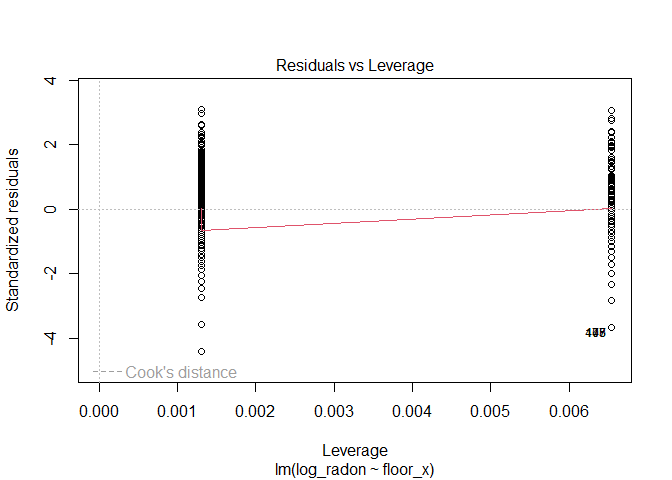 Residuals vs Leverage
Standardized residuals
4
2
0
-2
-4
Cook's distance
0.000 0.001 0.002 0.003 0.004 0.005 0.006
Leverage
lm(log_radon ~ floor_x)